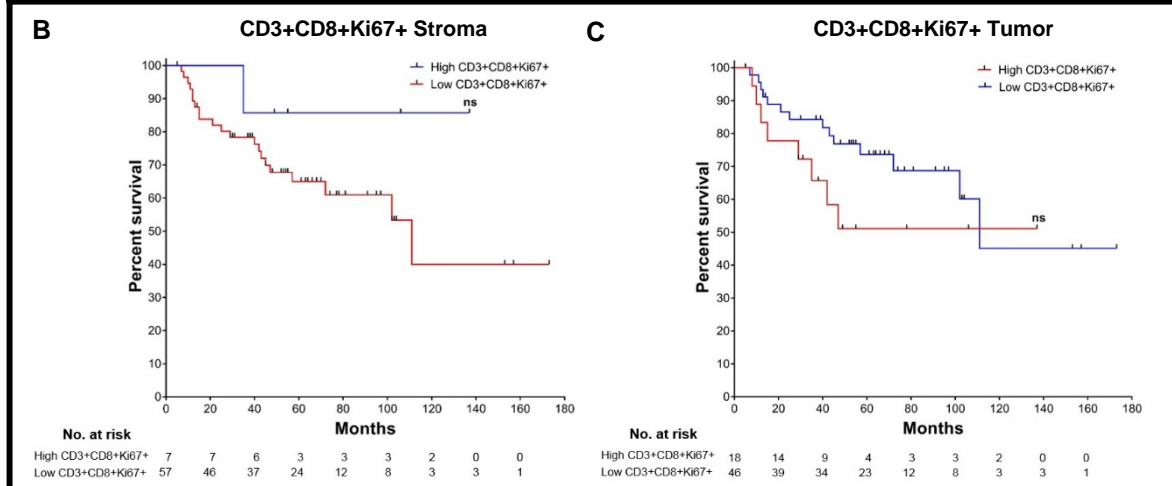 B
CD3+CD8+Ki67+ Stroma
High CD3+CD8+Ki67+
Low CD3+CD8+Ki67+
ns
Percent survival
100
90
80
70
60
50
40
30
20
10
0
0 20 40 60 80 100 120 140 160 180
Months
No. at risk
High CD3+CD8+Ki67+ 7 7 6 3 3 3 2 0 0
Low CD3+CD8+Ki67+ 57 46 37 24 12 8 3 3 1
C
CD3+CD8+Ki67+ Tumor
High CD3+CD8+Ki67+
Low CD3+CD8+Ki67+
ns
Percent survival
100
90
80
70
60
50
40
30
20
10
0
0 20 40 60 80 100 120 140 160 180
Months
No. at risk
High CD3+CD8+Ki67+ 18 14 9 4 3 3 2 0 0
Low CD3+CD8+Ki67+ 46 39 34 23 12 8 3 3 1